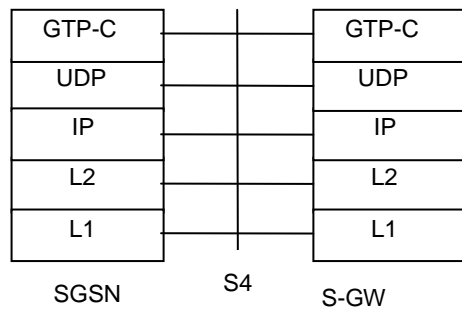 GTP-C GTP-C
UDP UDP
IP IP
L2 L2
L1 L1
SGSN S4 S-GW